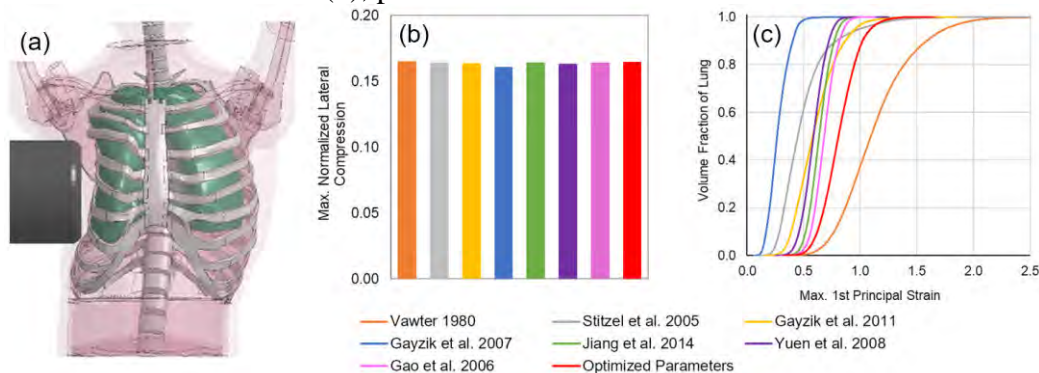 (a)
(b)
Max. Normalized Lateral
Compression
0.20
0.15
0.10
0.05
0.00
(c)
Volume Fraction of Lung
1.0
0.8
0.6
0.4
0.2
0.0
0.0 0.5 1.0 1.5 2.0 2.5
Max. 1st Principal Strain
Vawter 1980 Stitzel et al. 2005 Gayzik et al. 2011
Gayzik et al. 2007 Jiang et al. 2014 Yuen et al. 2008
Gao et al. 2006 Optimized Parameters